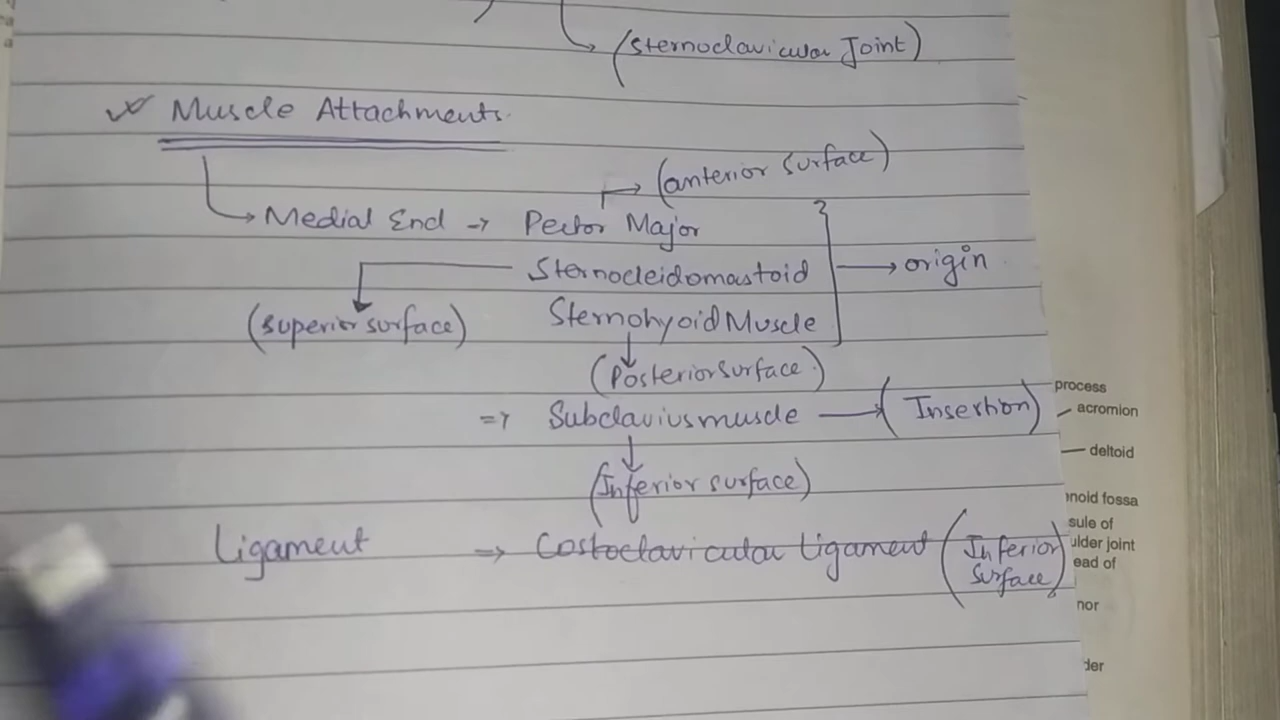 (Sternoclavicular Joint)
Muscle Attachments
(anterior surface)
Medial End → Pector Major
Sternocleidomastoid → origin
(superior surface) Sternohyoid Muscle
(Posterior surface)
⇒ Subclavius muscle → (Insertion)
(Inferior surface)
Ligament → Costoclavicular Ligament (Inferior surface)
process
acromion
deltoid
enoid fossa
sule of
ulder joint
ead of
nor
der